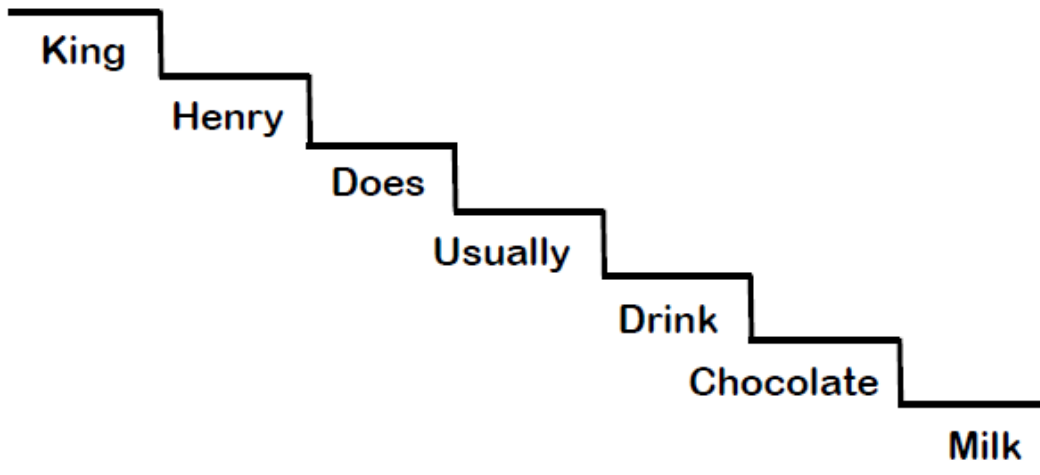 King
Henry
Does
Usually
Drink
Chocolate
Milk